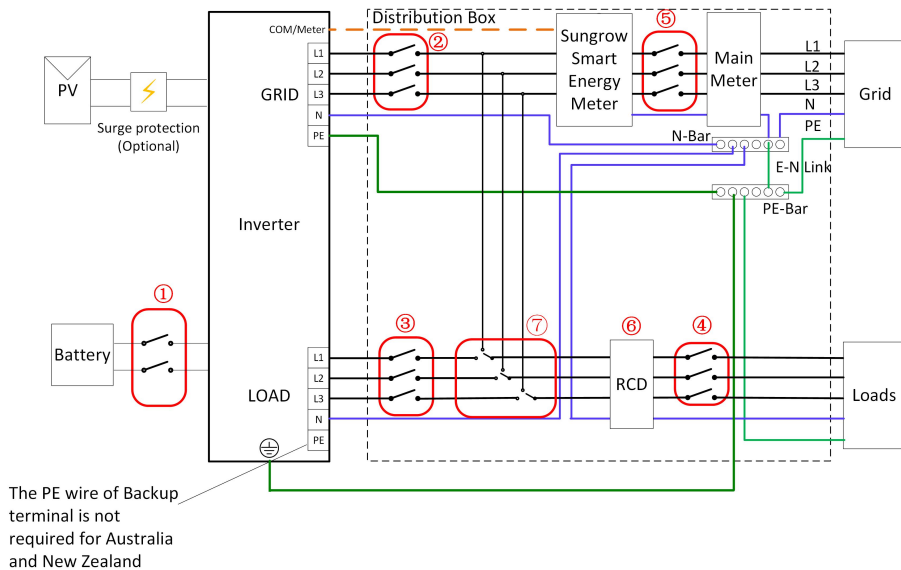 Distribution Box
COM/Meter
②
⑤
L1
L2
L3
N
PE
GRID
PV
Surge protection
(Optional)
Sungrow
Smart
Energy
Meter
Main
Meter
L1
L2
L3
N
PE
Grid
N-Bar
E-N Link
PE-Bar
Inverter
①
③
⑦
⑥
④
Battery
LOAD
L1
L2
L3
N
PE
RCD
Loads
The PE wire of Backup
terminal is not
required for Australia
and New Zealand